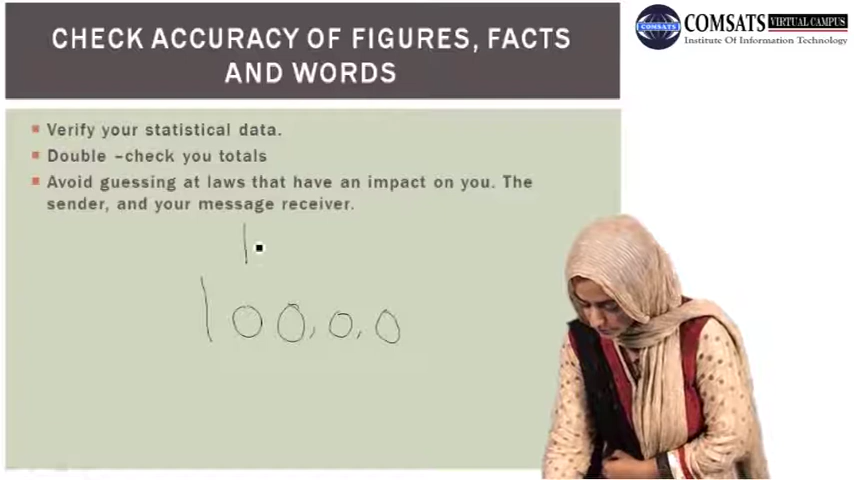 CHECK ACCURACY OF FIGURES, FACTS
AND WORDS
COMSATS VIRTUAL CAMPUS
Institute Of Information Technology
COMSATS
Verify your statistical data.
Double –check you totals
Avoid guessing at laws that have an impact on you. The
sender, and your message receiver.
1
100,0,0